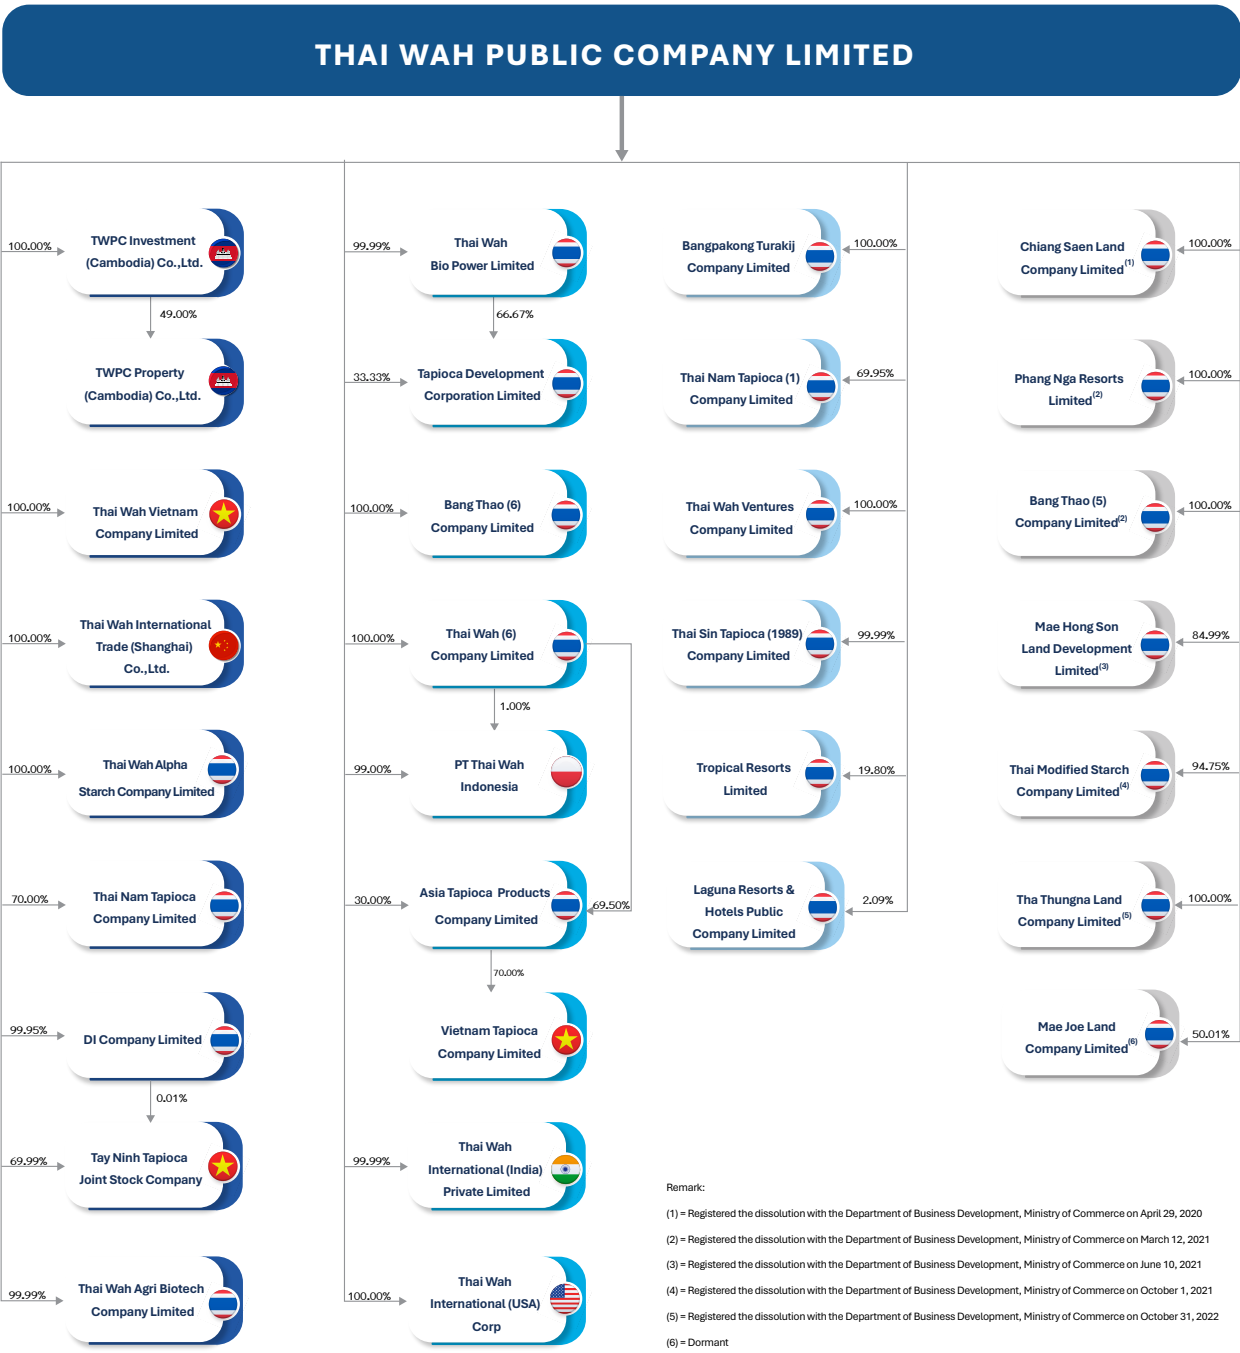 THAI WAH PUBLIC COMPANY LIMITED
100.00%
TWPC Investment
(Cambodia) Co.,Ltd.
49.00%
TWPC Property
(Cambodia) Co.,Ltd.
100.00%
Thai Wah Vietnam
Company Limited
100.00%
Thai Wah International
Trade (Shanghai)
Co.,Ltd.
100.00%
Thai Wah Alpha
Starch Company Limited
70.00%
Thai Nam Tapioca
Company Limited
99.95%
DI Company Limited
0.01%
69.99%
Tay Ninh Tapioca
Joint Stock Company
99.99%
Thai Wah Agri Biotech
Company Limited
99.99%
Thai Wah
Bio Power Limited
66.67%
33.33%
Tapioca Development
Corporation Limited
100.00%
Bang Thao (6)
Company Limited
100.00%
Thai Wah (6)
Company Limited
1.00%
99.00%
PT Thai Wah
Indonesia
30.00%
Asia Tapioca Products
Company Limited
69.50%
70.00%
Vietnam Tapioca
Company Limited
99.99%
Thai Wah
International (India)
Private Limited
100.00%
Thai Wah
International (USA)
Corp
Bangpakong Turakij
Company Limited
100.00%
Thai Nam Tapioca (1)
Company Limited
69.95%
Thai Wah Ventures
Company Limited
100.00%
Thai Sin Tapioca (1989)
Company Limited
99.99%
Tropical Resorts
Limited
19.80%
Laguna Resorts &
Hotels Public
Company Limited
2.09%
Chiang Saen Land
Company Limited(1)
100.00%
Phang Nga Resorts
Limited(2)
100.00%
Bang Thao (5)
Company Limited(2)
100.00%
Mae Hong Son
Land Development
Limited(3)
84.99%
Thai Modified Starch
Company Limited(4)
94.75%
Tha Thungna Land
Company Limited(5)
100.00%
Mae Joe Land
Company Limited(6)
50.01%
Remark:
(1) = Registered the dissolution with the Department of Business Development, Ministry of Commerce on April 29, 2020
(2) = Registered the dissolution with the Department of Business Development, Ministry of Commerce on March 12, 2021
(3) = Registered the dissolution with the Department of Business Development, Ministry of Commerce on June 10, 2021
(4) = Registered the dissolution with the Department of Business Development, Ministry of Commerce on October 1, 2021
(5) = Registered the dissolution with the Department of Business Development, Ministry of Commerce on October 31, 2022
(6) = Dormant